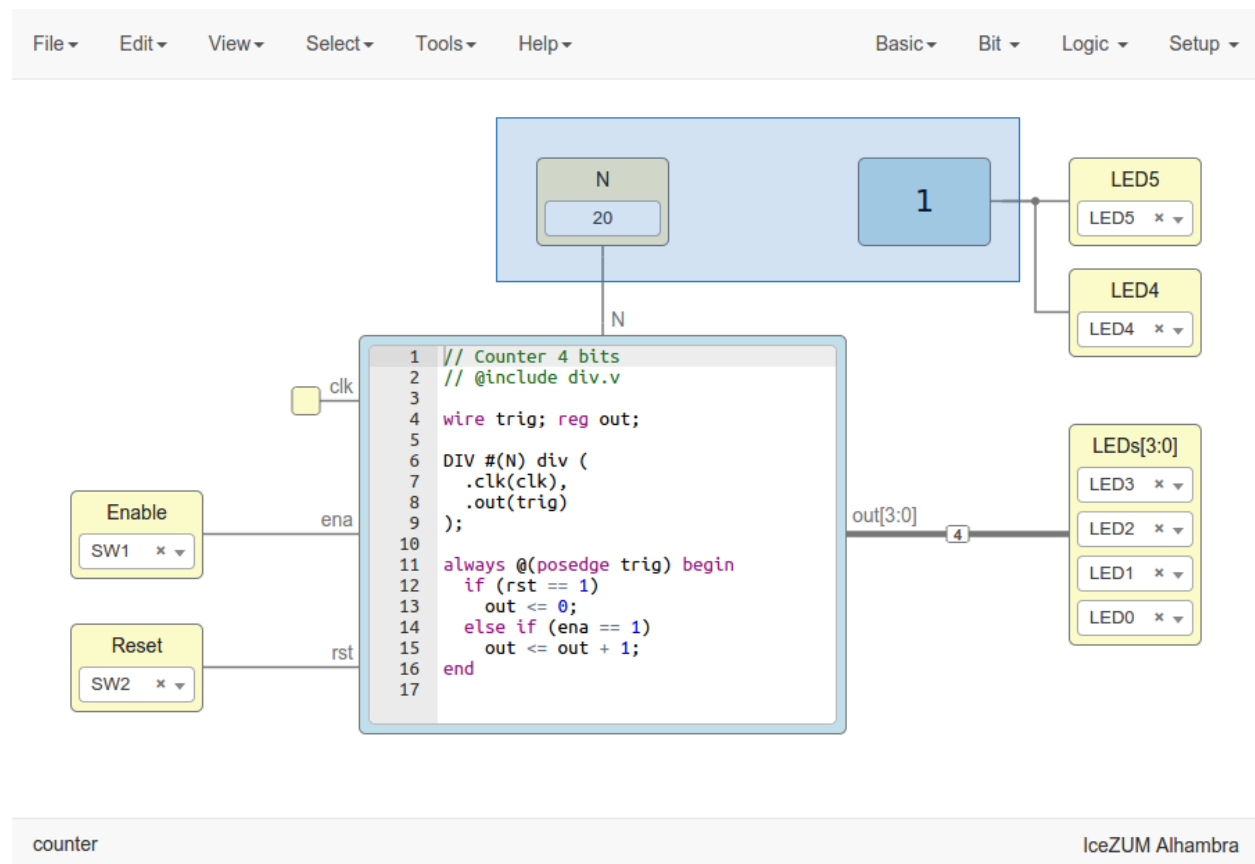 File Edit View Select Tools Help Basic Bit Logic Setup
N
20
1
LED5
LED5 ×
LED4
LED4 ×
N
clk
Enable
SW1 ×
ena
Reset
SW2 ×
rst
1 // Counter 4 bits
2 // @include div.v
3
4 wire trig; reg out;
5
6 DIV #(N) div (
7   .clk(clk),
8   .out(trig)
9 );
10
11 always @(posedge trig) begin
12   if (rst == 1)
13     out <= 0;
14   else if (ena == 1)
15     out <= out + 1;
16 end
17
out[3:0]
4
LEDs[3:0]
LED3 ×
LED2 ×
LED1 ×
LED0 ×
counter IceZUM Alhambra